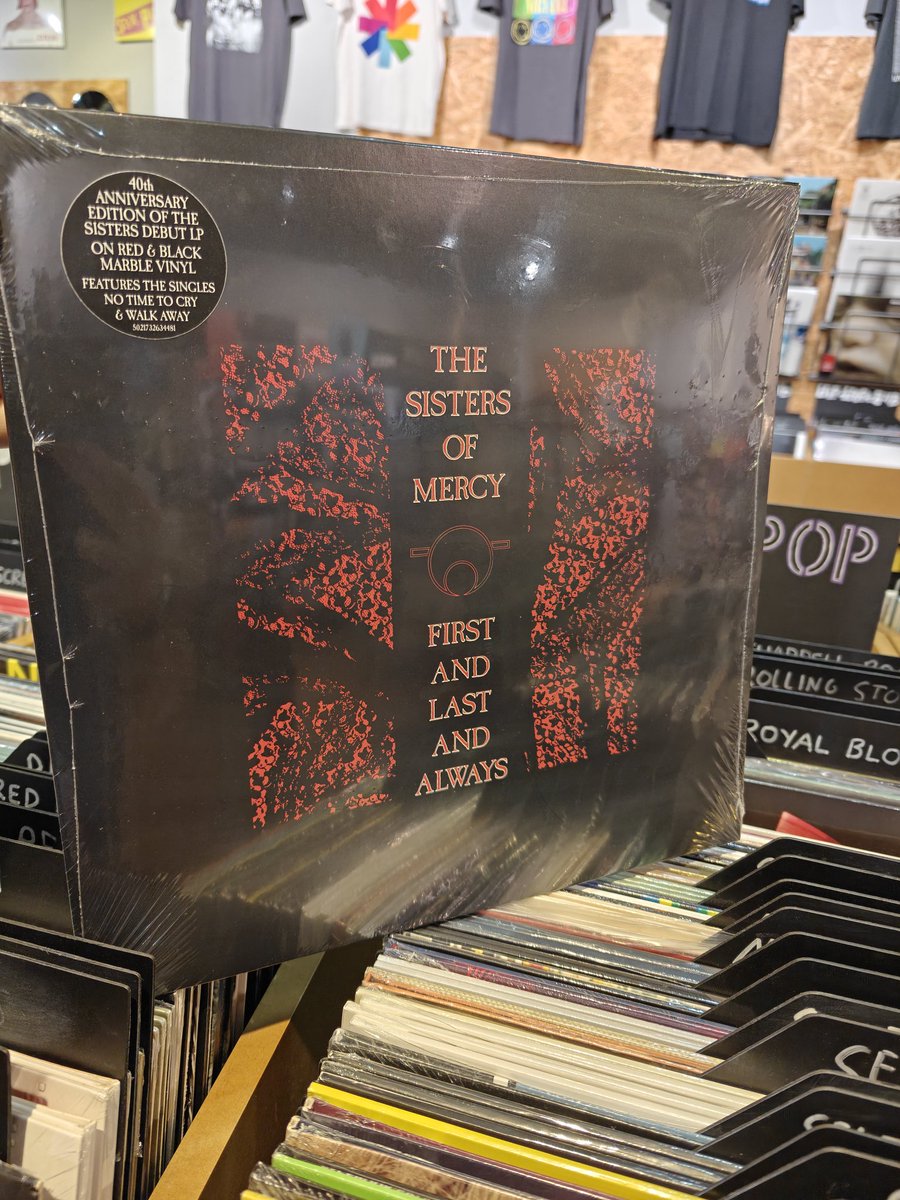 40th
ANNIVERSARY
EDITION OF THE
SISTERS DEBUT LP
ON RED & BLACK
MARBLE VINYL
FEATURES THE SINGLES
NO TIME TO CRY
& WALK AWAY
5021732634481
THE
SISTERS
OF
MERCY
FIRST
AND
LAST
AND
ALWAYS
POP
ROLLING STO
ROYAL BLO
RED